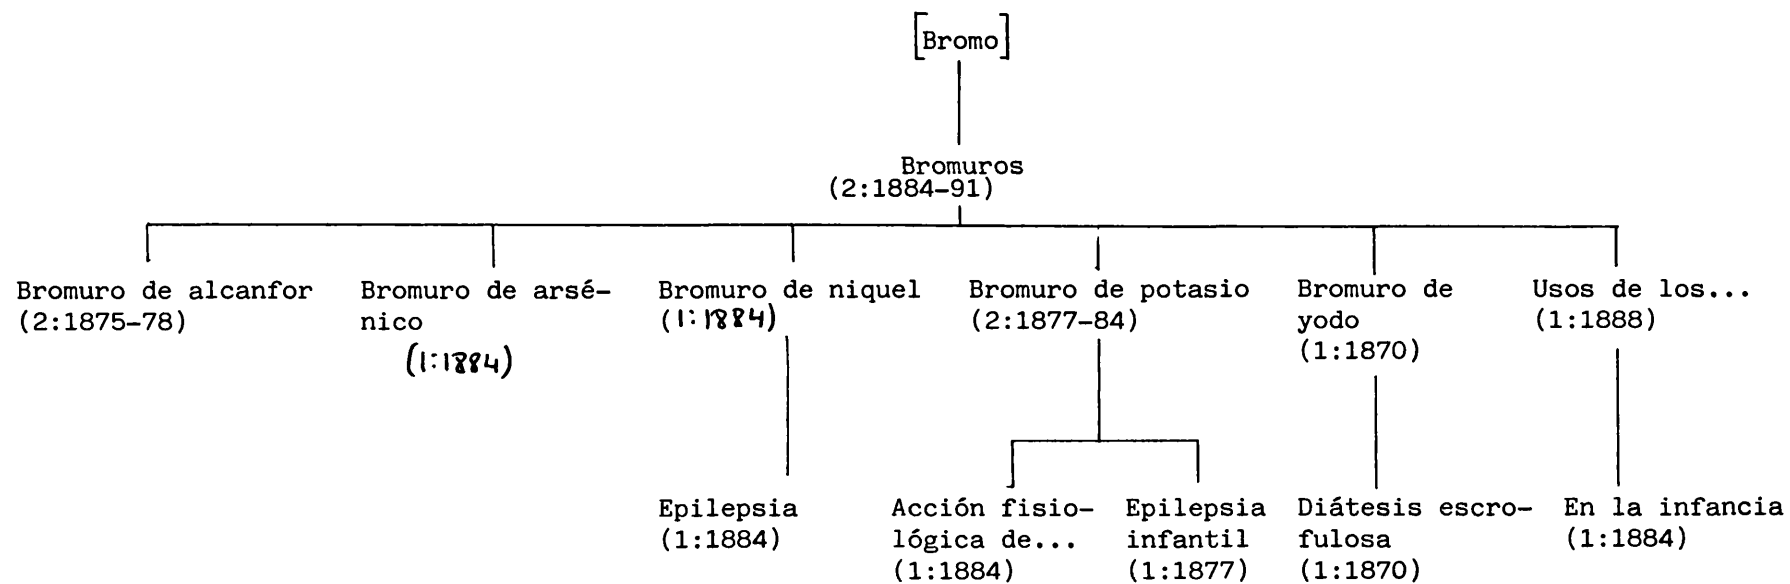 [Bromo]
Bromuros
(2:1884-91)
Bromuro de alcanfor
(2:1875-78)
Bromuro de arsé-
nico
(1:1884)
Bromuro de niquel
(1:1884)
Bromuro de potasio
(2:1877-84)
Bromuro de
yodo
(1:1870)
Usos de los...
(1:1888)
Epilepsia
(1:1884)
Acción fisio-
lógica de...
(1:1884)
Epilepsia
infantil
(1:1877)
Diátesis escro-
fulosa
(1:1870)
En la infancia
(1:1884)